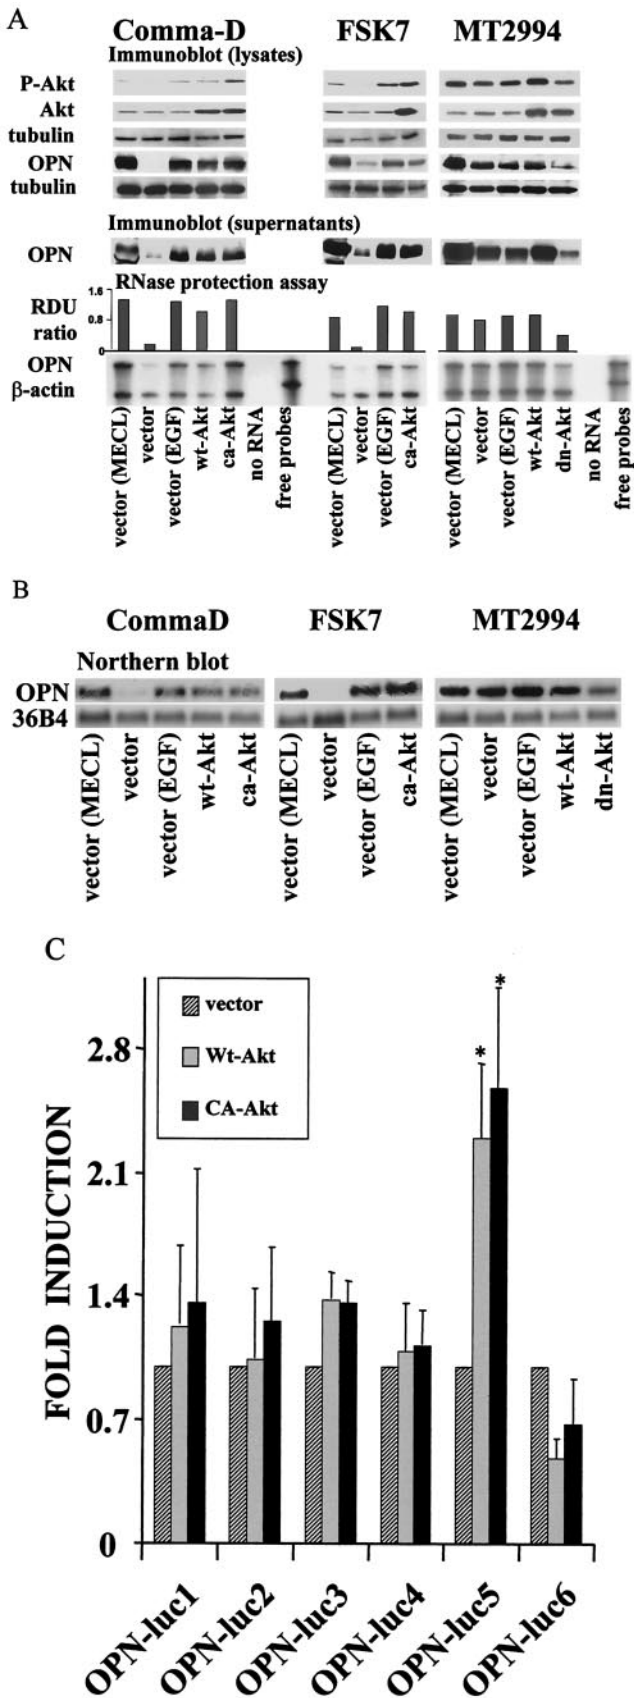 A
Comma-D FSK7 MT2994
Immunoblot (lysates)
P-Akt
Akt
tubulin
OPN
tubulin
Immunoblot (supernatants)
OPN
RNase protection assay
1.6
0.8
0
RDU
ratio
OPN
β-actin
vector (MECL) vector vector (EGF) wt-Akt ca-Akt no RNA free probes vector (MECL) vector vector (EGF) ca-Akt vector (MECL) vector vector (EGF) wt-Akt dn-Akt no RNA free probes
B
CommaD FSK7 MT2994
Northern blot
OPN
36B4
vector (MECL) vector vector (EGF) wt-Akt ca-Akt vector (MECL) vector vector (EGF) ca-Akt vector (MECL) vector vector (EGF) wt-Akt dn-Akt
C
vector
Wt-Akt
CA-Akt
* *
FOLD INDUCTION
2.8
2.1
1.4
0.7
0
OPN-luc1 OPN-luc2 OPN-luc3 OPN-luc4 OPN-luc5 OPN-luc6